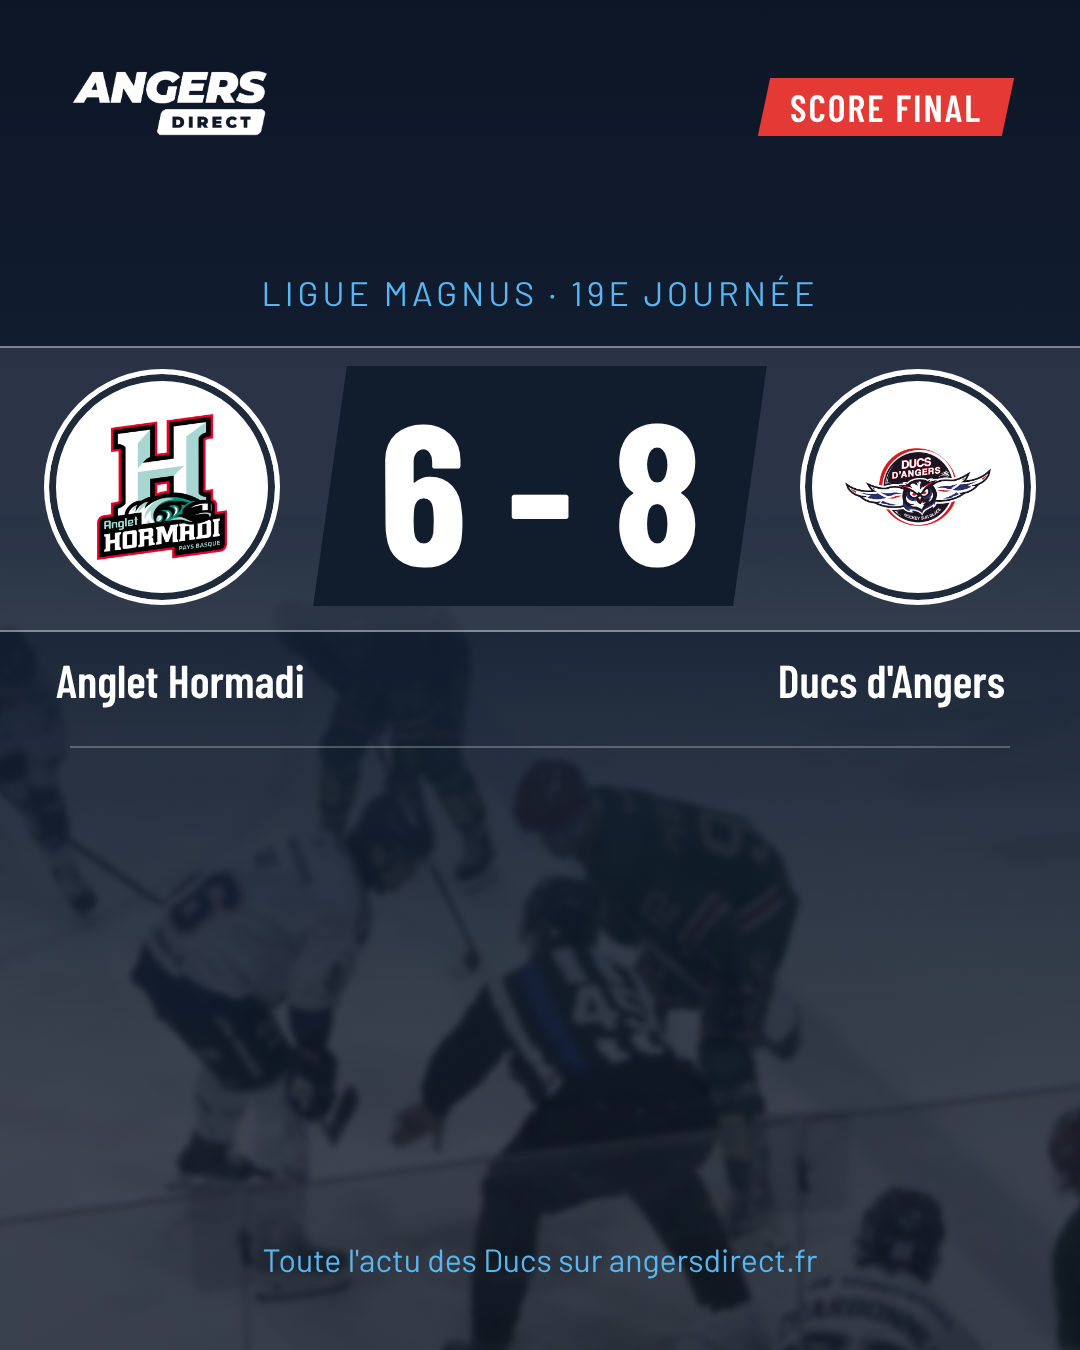 ANGERS
DIRECT
SCORE FINAL
LIGUE MAGNUS · 19E JOURNÉE
6 - 8
Anglet
HORMADI
PAYS BASQUE
DUCS
D'ANGERS
Anglet Hormadi
Ducs d'Angers
Toute l'actu des Ducs sur angersdirect.fr